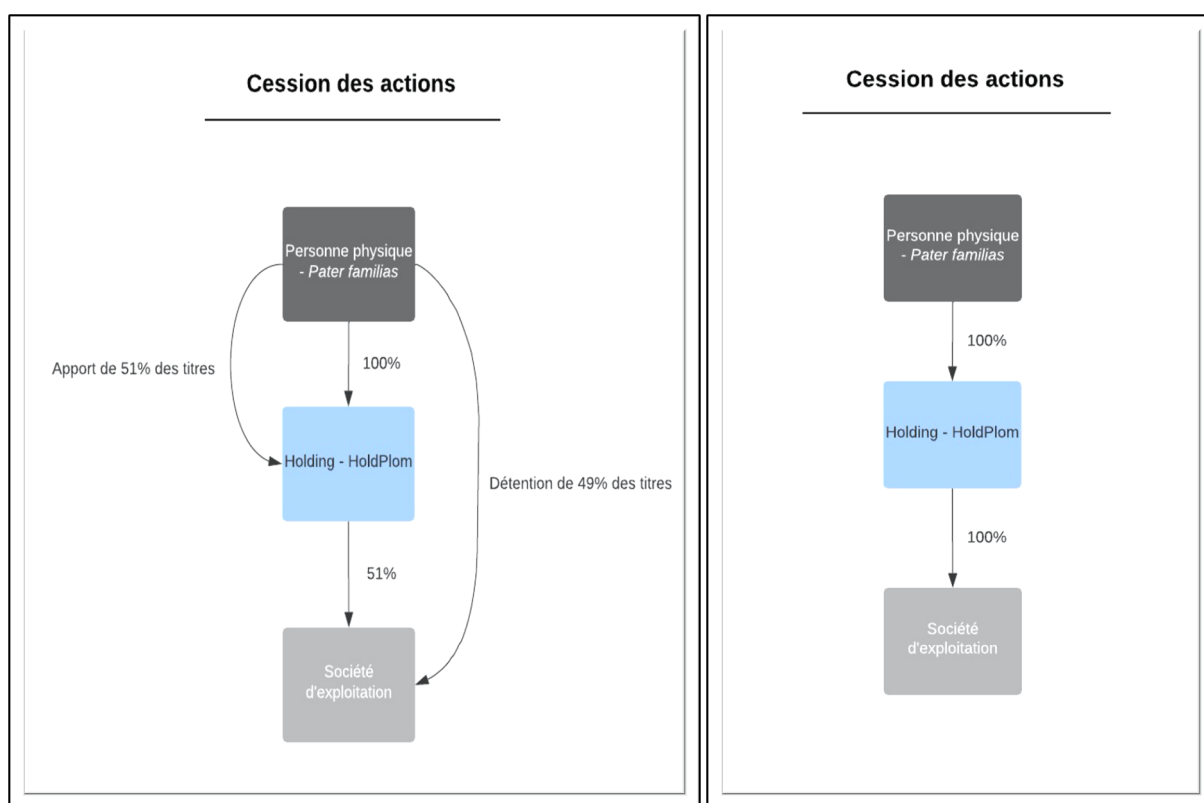 Cession des actions
Personne physique
- Pater familias
Apport de 51% des titres
100%
Holding - HoldPlom
Détention de 49% des titres
51%
Société
d'exploitation
Cession des actions
Personne physique
- Pater familias
100%
Holding - HoldPlom
100%
Société
d'exploitation